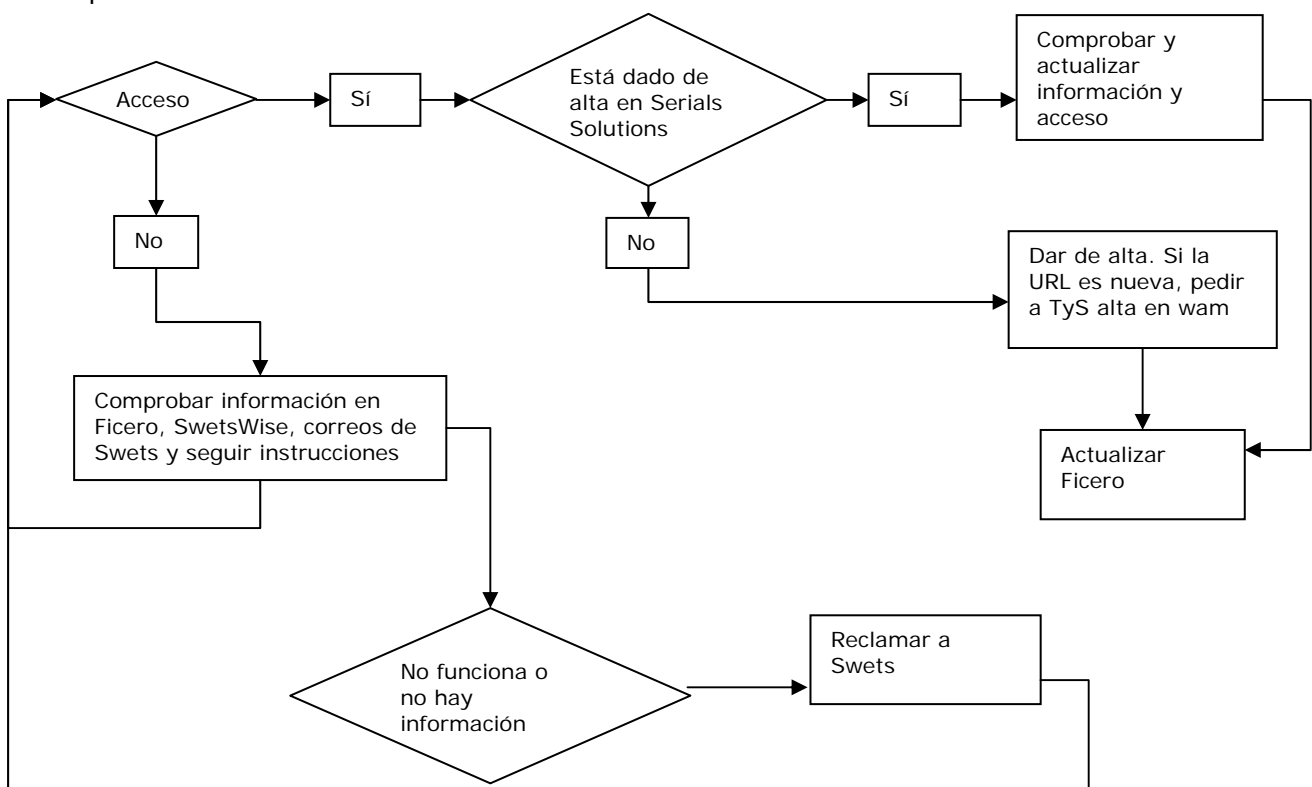 Acceso
Sí
Está dado de
alta en Serials
Solutions
Sí
Comprobar y
actualizar
información y
acceso
No
No
Dar de alta. Si la
URL es nueva, pedir
a TyS alta en wam
Comprobar información en
Ficero, SwetsWise, correos de
Swets y seguir instrucciones
Actualizar
Ficero
No funciona o
no hay
información
Reclamar a
Swets